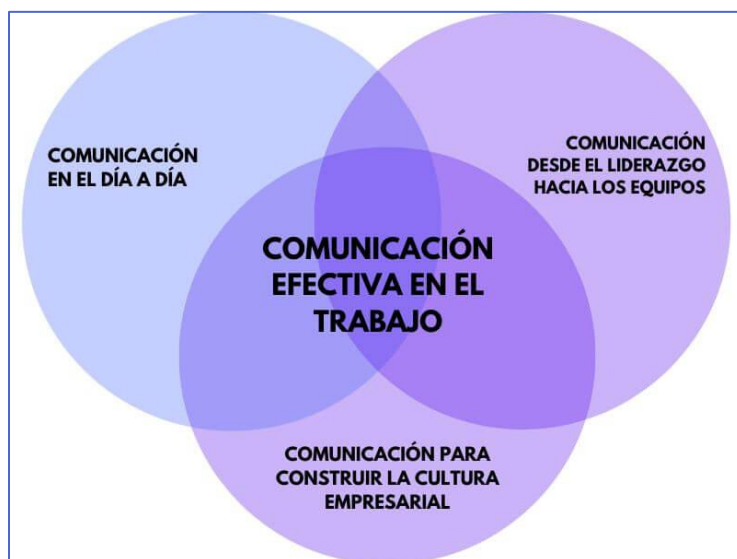 COMUNICACIÓN
EN EL DÍA A DÍA
COMUNICACIÓN
DESDE EL LIDERAZGO
HACIA LOS EQUIPOS
COMUNICACIÓN
EFECTIVA EN EL
TRABAJO
COMUNICACIÓN PARA
CONSTRUIR LA CULTURA
EMPRESARIAL